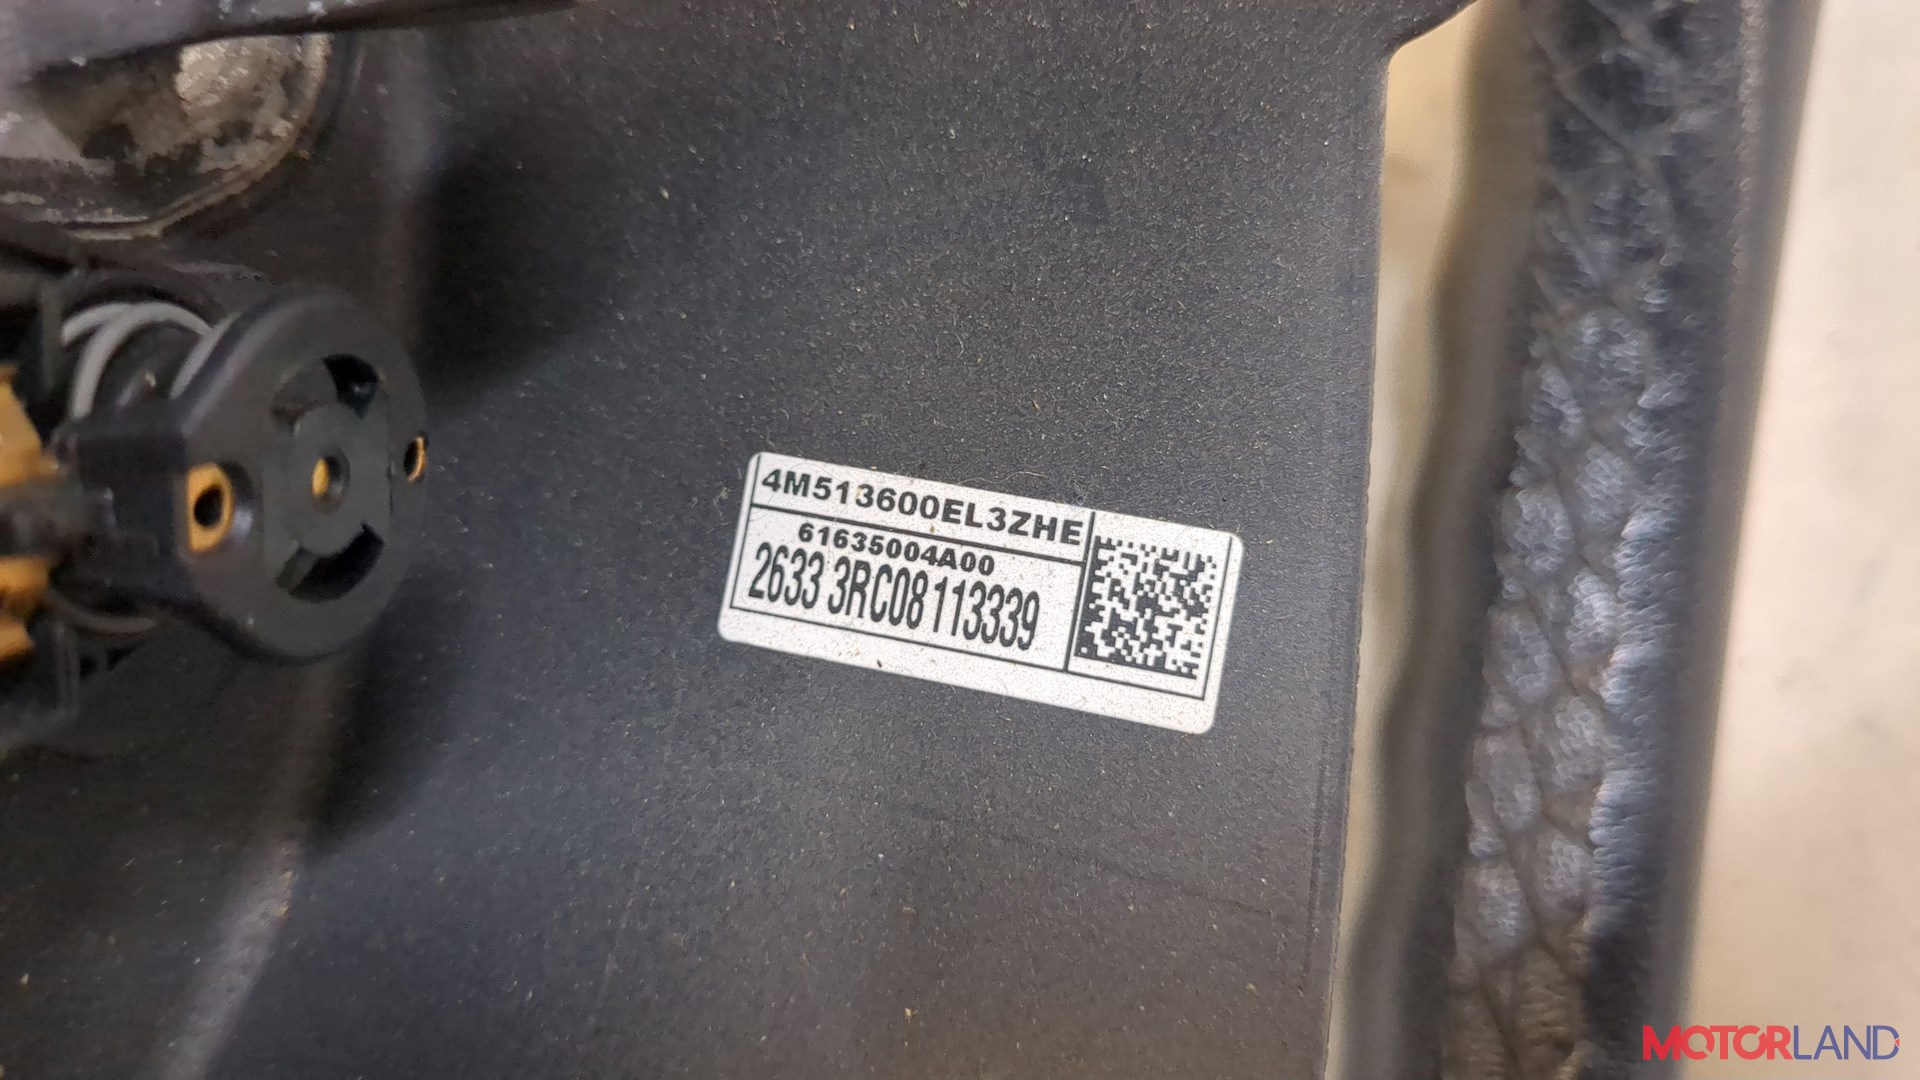 4M513600EL3ZHE
61635004A00
2633 3RC08 113339
MOTORLAND